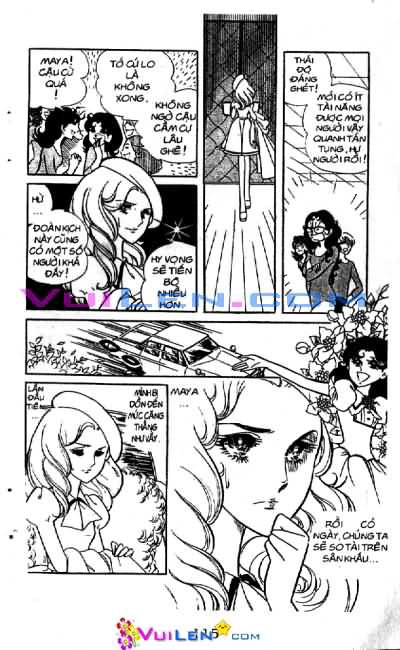 THÁI
ĐỘ
ĐÁNG
GHÉT!
MỚI CÓ ÍT
TÀI NĂNG
ĐƯỢC MỌI
NGƯỜI VÂY
QUANH TÁN
TỤNG, HƯ
NGƯỜI RỒI!
TỚ CỨ LO
LÀ
KHÔNG
XONG.
KHÔNG
NGỜ CẬU
CẦM CỰ
LÂU
GHÊ!
MAYA!
CẬU CỪ
QUÁ
!
HỪ
...
ĐOÀN KỊCH
NÀY CŨNG
CÓ MỘT SỐ
NGƯỜI KHÁ
ĐẤY!
HY VỌNG
SẼ TIẾN
BỘ
NHIỀU
HƠN.
VUILEN.COM
LẦN
ĐẦU
TIÊN
MÌNH BỊ
DỒN ĐẾN
MỨC CĂNG
THẲNG
NHƯ VẬY.
MAYA
...
RỒI CÓ
NGÀY, CHÚNG TA
SẼ SO TÀI TRÊN
SÂN KHẤU...
115
VUILEN.COM